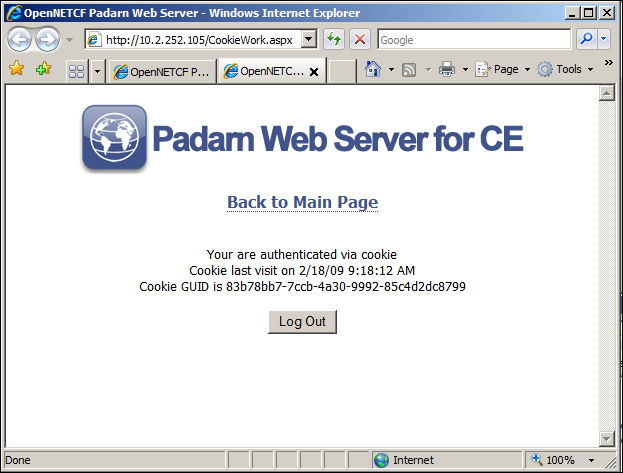 OpenNETCF Padarn Web Server - Windows Internet Explorer
http://10.2.252.105/CookieWork.aspx
Google
OpenNETCF P...
OpenNETC...
Page
Tools
Padarn Web Server for CE
Back to Main Page
Your are authenticated via cookie
Cookie last visit on 2/18/09 9:18:12 AM
Cookie GUID is 83b78bb7-7ccb-4a30-9992-85c4d2dc8799
Log Out
Done
Internet
100%